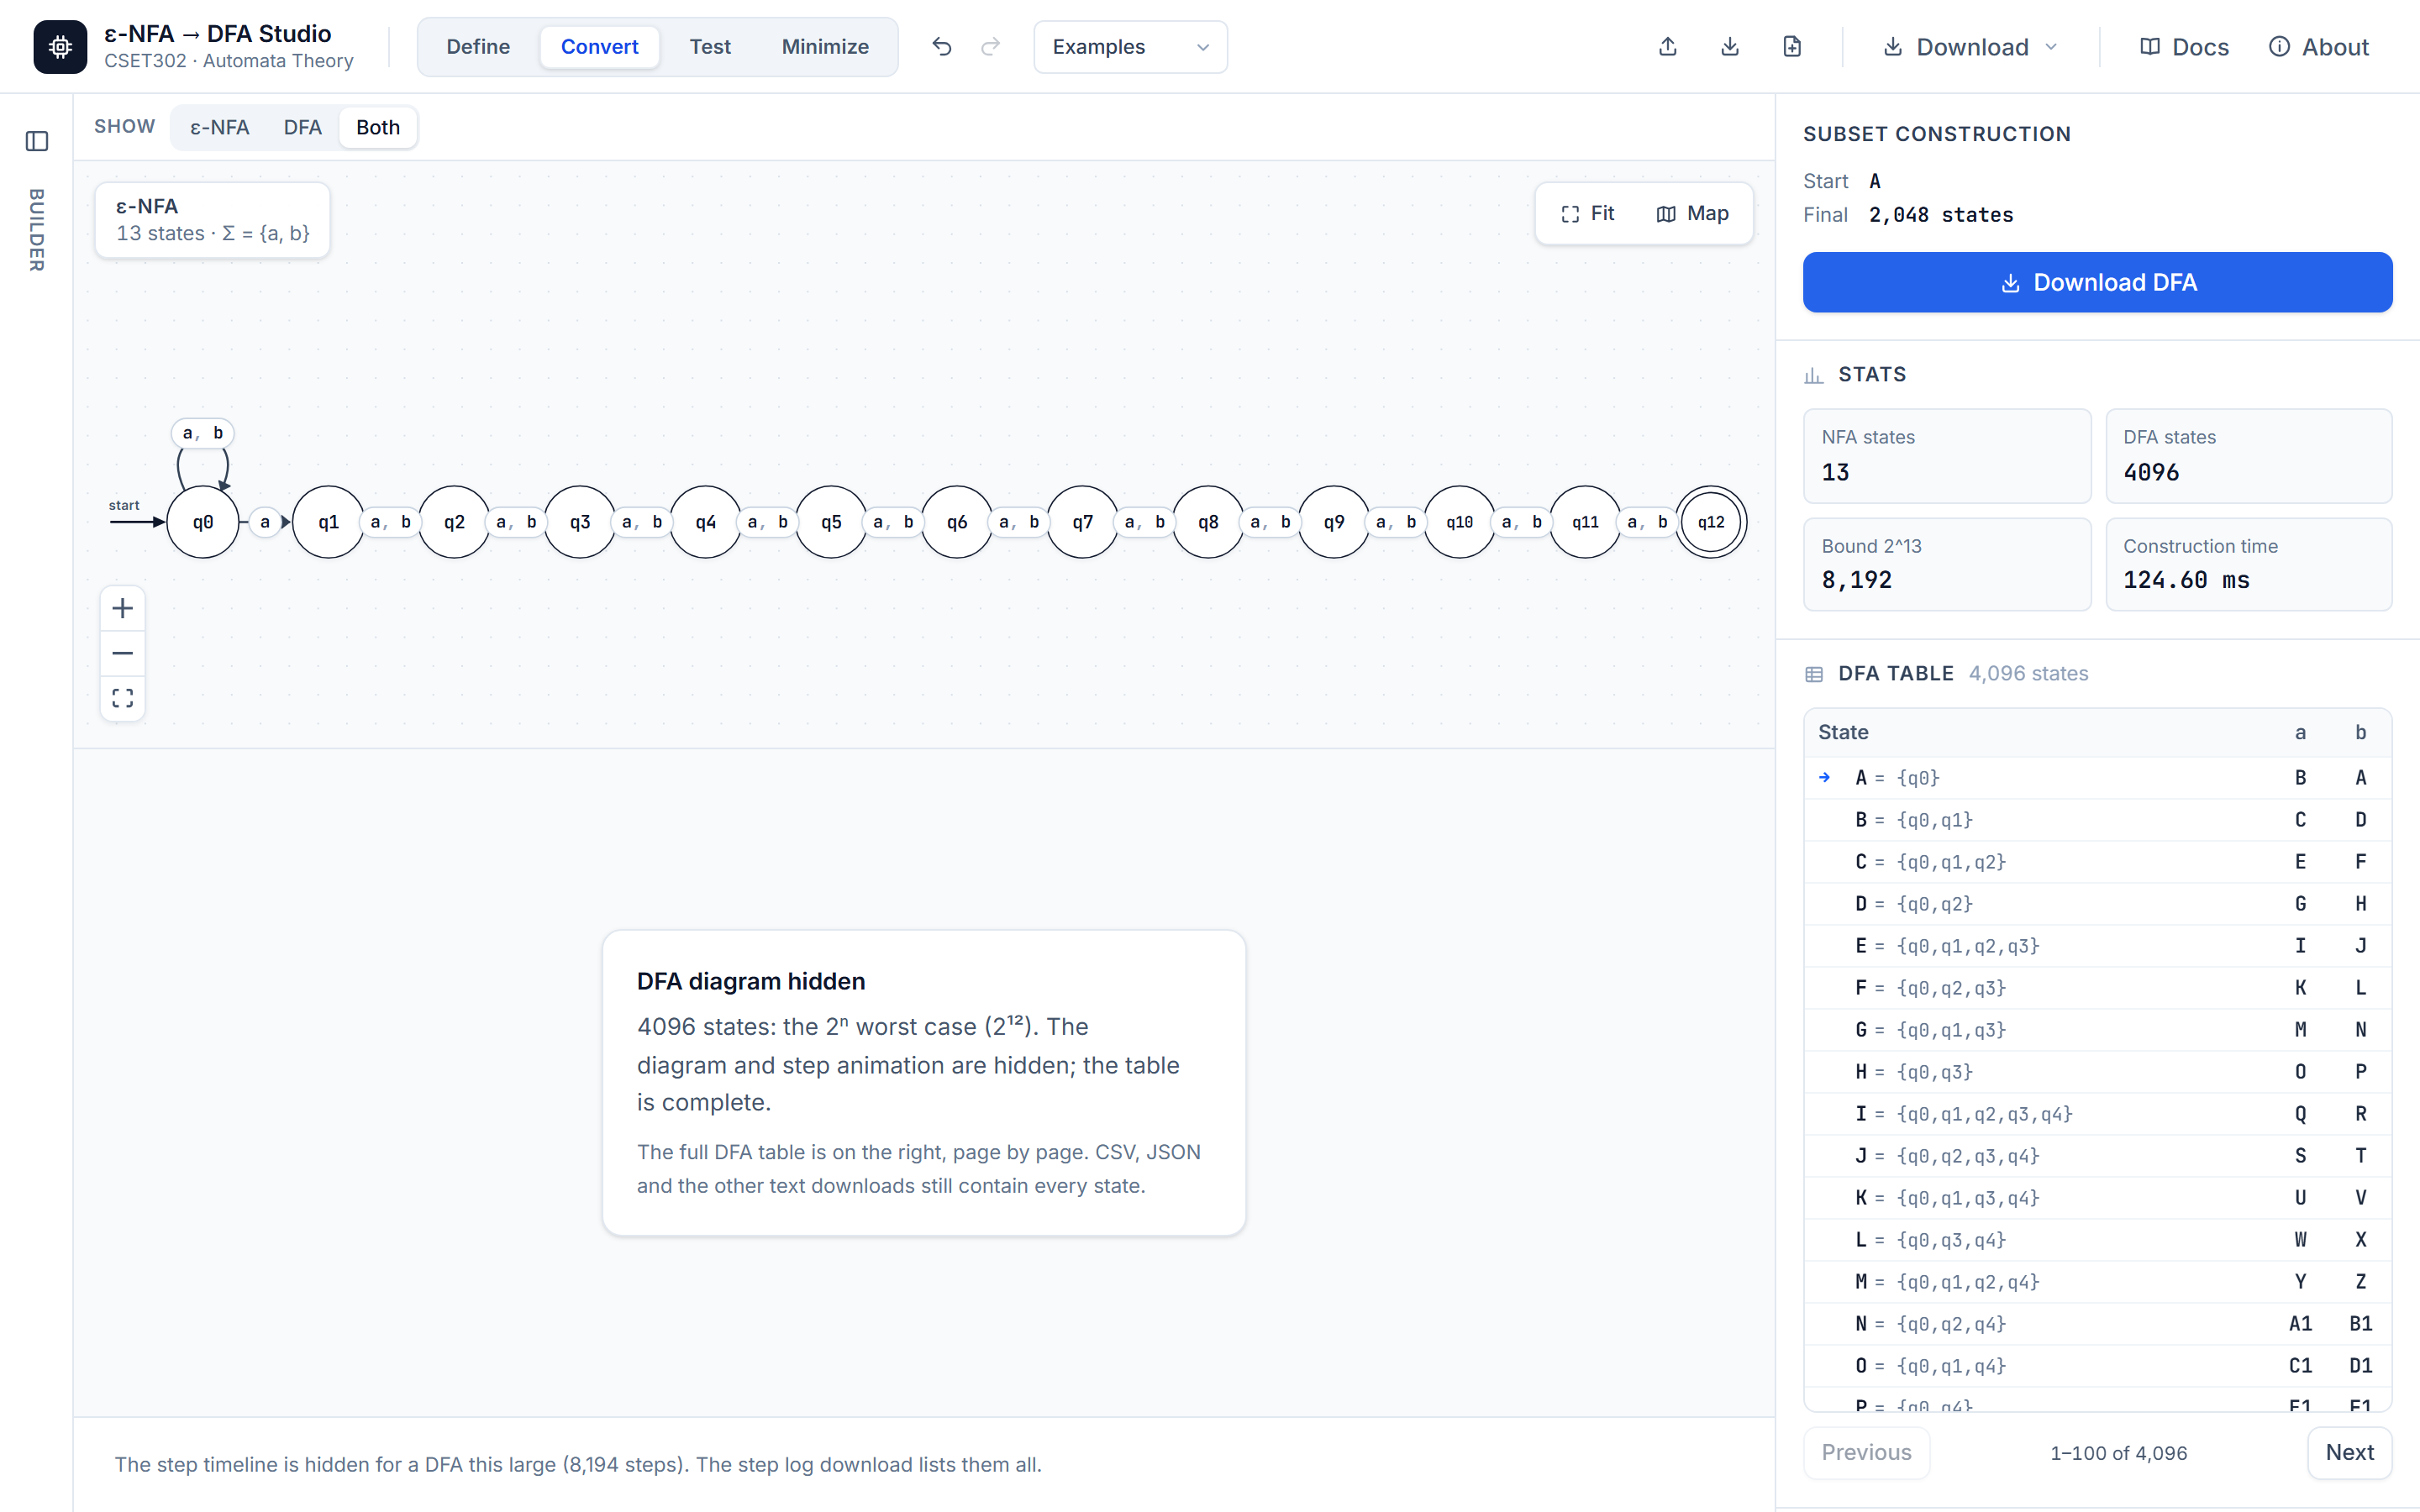 ε-NFA → DFA Studio
CSET302 · Automata Theory
Define
Convert
Test
Minimize
Examples
Download
Docs
About
BUILDER
SHOW
ε-NFA
DFA
Both
ε-NFA
13 states · Σ = {a, b}
Fit
Map
a, b
start
q0
a
q1
a, b
q2
a, b
q3
a, b
q4
a, b
q5
a, b
q6
a, b
q7
a, b
q8
a, b
q9
a, b
q10
a, b
q11
a, b
q12
DFA diagram hidden
4096 states: the 2ⁿ worst case (2¹²). The
diagram and step animation are hidden; the table
is complete.
The full DFA table is on the right, page by page. CSV, JSON
and the other text downloads still contain every state.
The step timeline is hidden for a DFA this large (8,194 steps). The step log download lists them all.
SUBSET CONSTRUCTION
Start A
Final 2,048 states
Download DFA
STATS
NFA states
13
DFA states
4096
Bound 2^13
8,192
Construction time
124.60 ms
DFA TABLE 4,096 states
State a b
→ A = {q0} B A
B = {q0,q1} C D
C = {q0,q1,q2} E F
D = {q0,q2} G H
E = {q0,q1,q2,q3} I J
F = {q0,q2,q3} K L
G = {q0,q1,q3} M N
H = {q0,q3} O P
I = {q0,q1,q2,q3,q4} Q R
J = {q0,q2,q3,q4} S T
K = {q0,q1,q3,q4} U V
L = {q0,q3,q4} W X
M = {q0,q1,q2,q4} Y Z
N = {q0,q2,q4} A1 B1
O = {q0,q1,q4} C1 D1
P = {q0,q4} E1 F1
Previous
1–100 of 4,096
Next